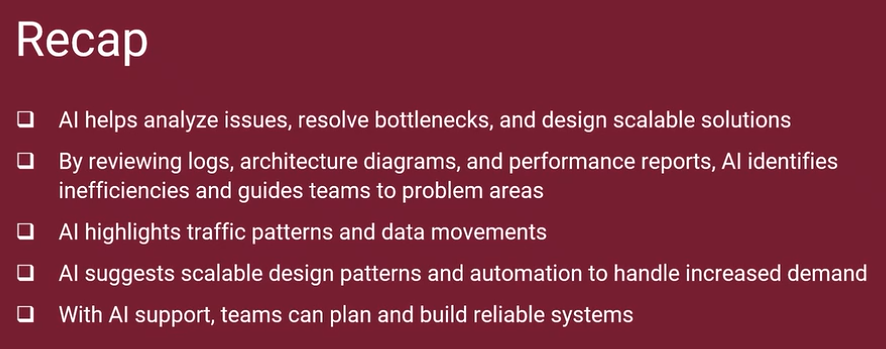 Recap
❑ AI helps analyze issues, resolve bottlenecks, and design scalable solutions
❑ By reviewing logs, architecture diagrams, and performance reports, AI identifies
inefficiencies and guides teams to problem areas
❑ AI highlights traffic patterns and data movements
❑ AI suggests scalable design patterns and automation to handle increased demand
❑ With AI support, teams can plan and build reliable systems